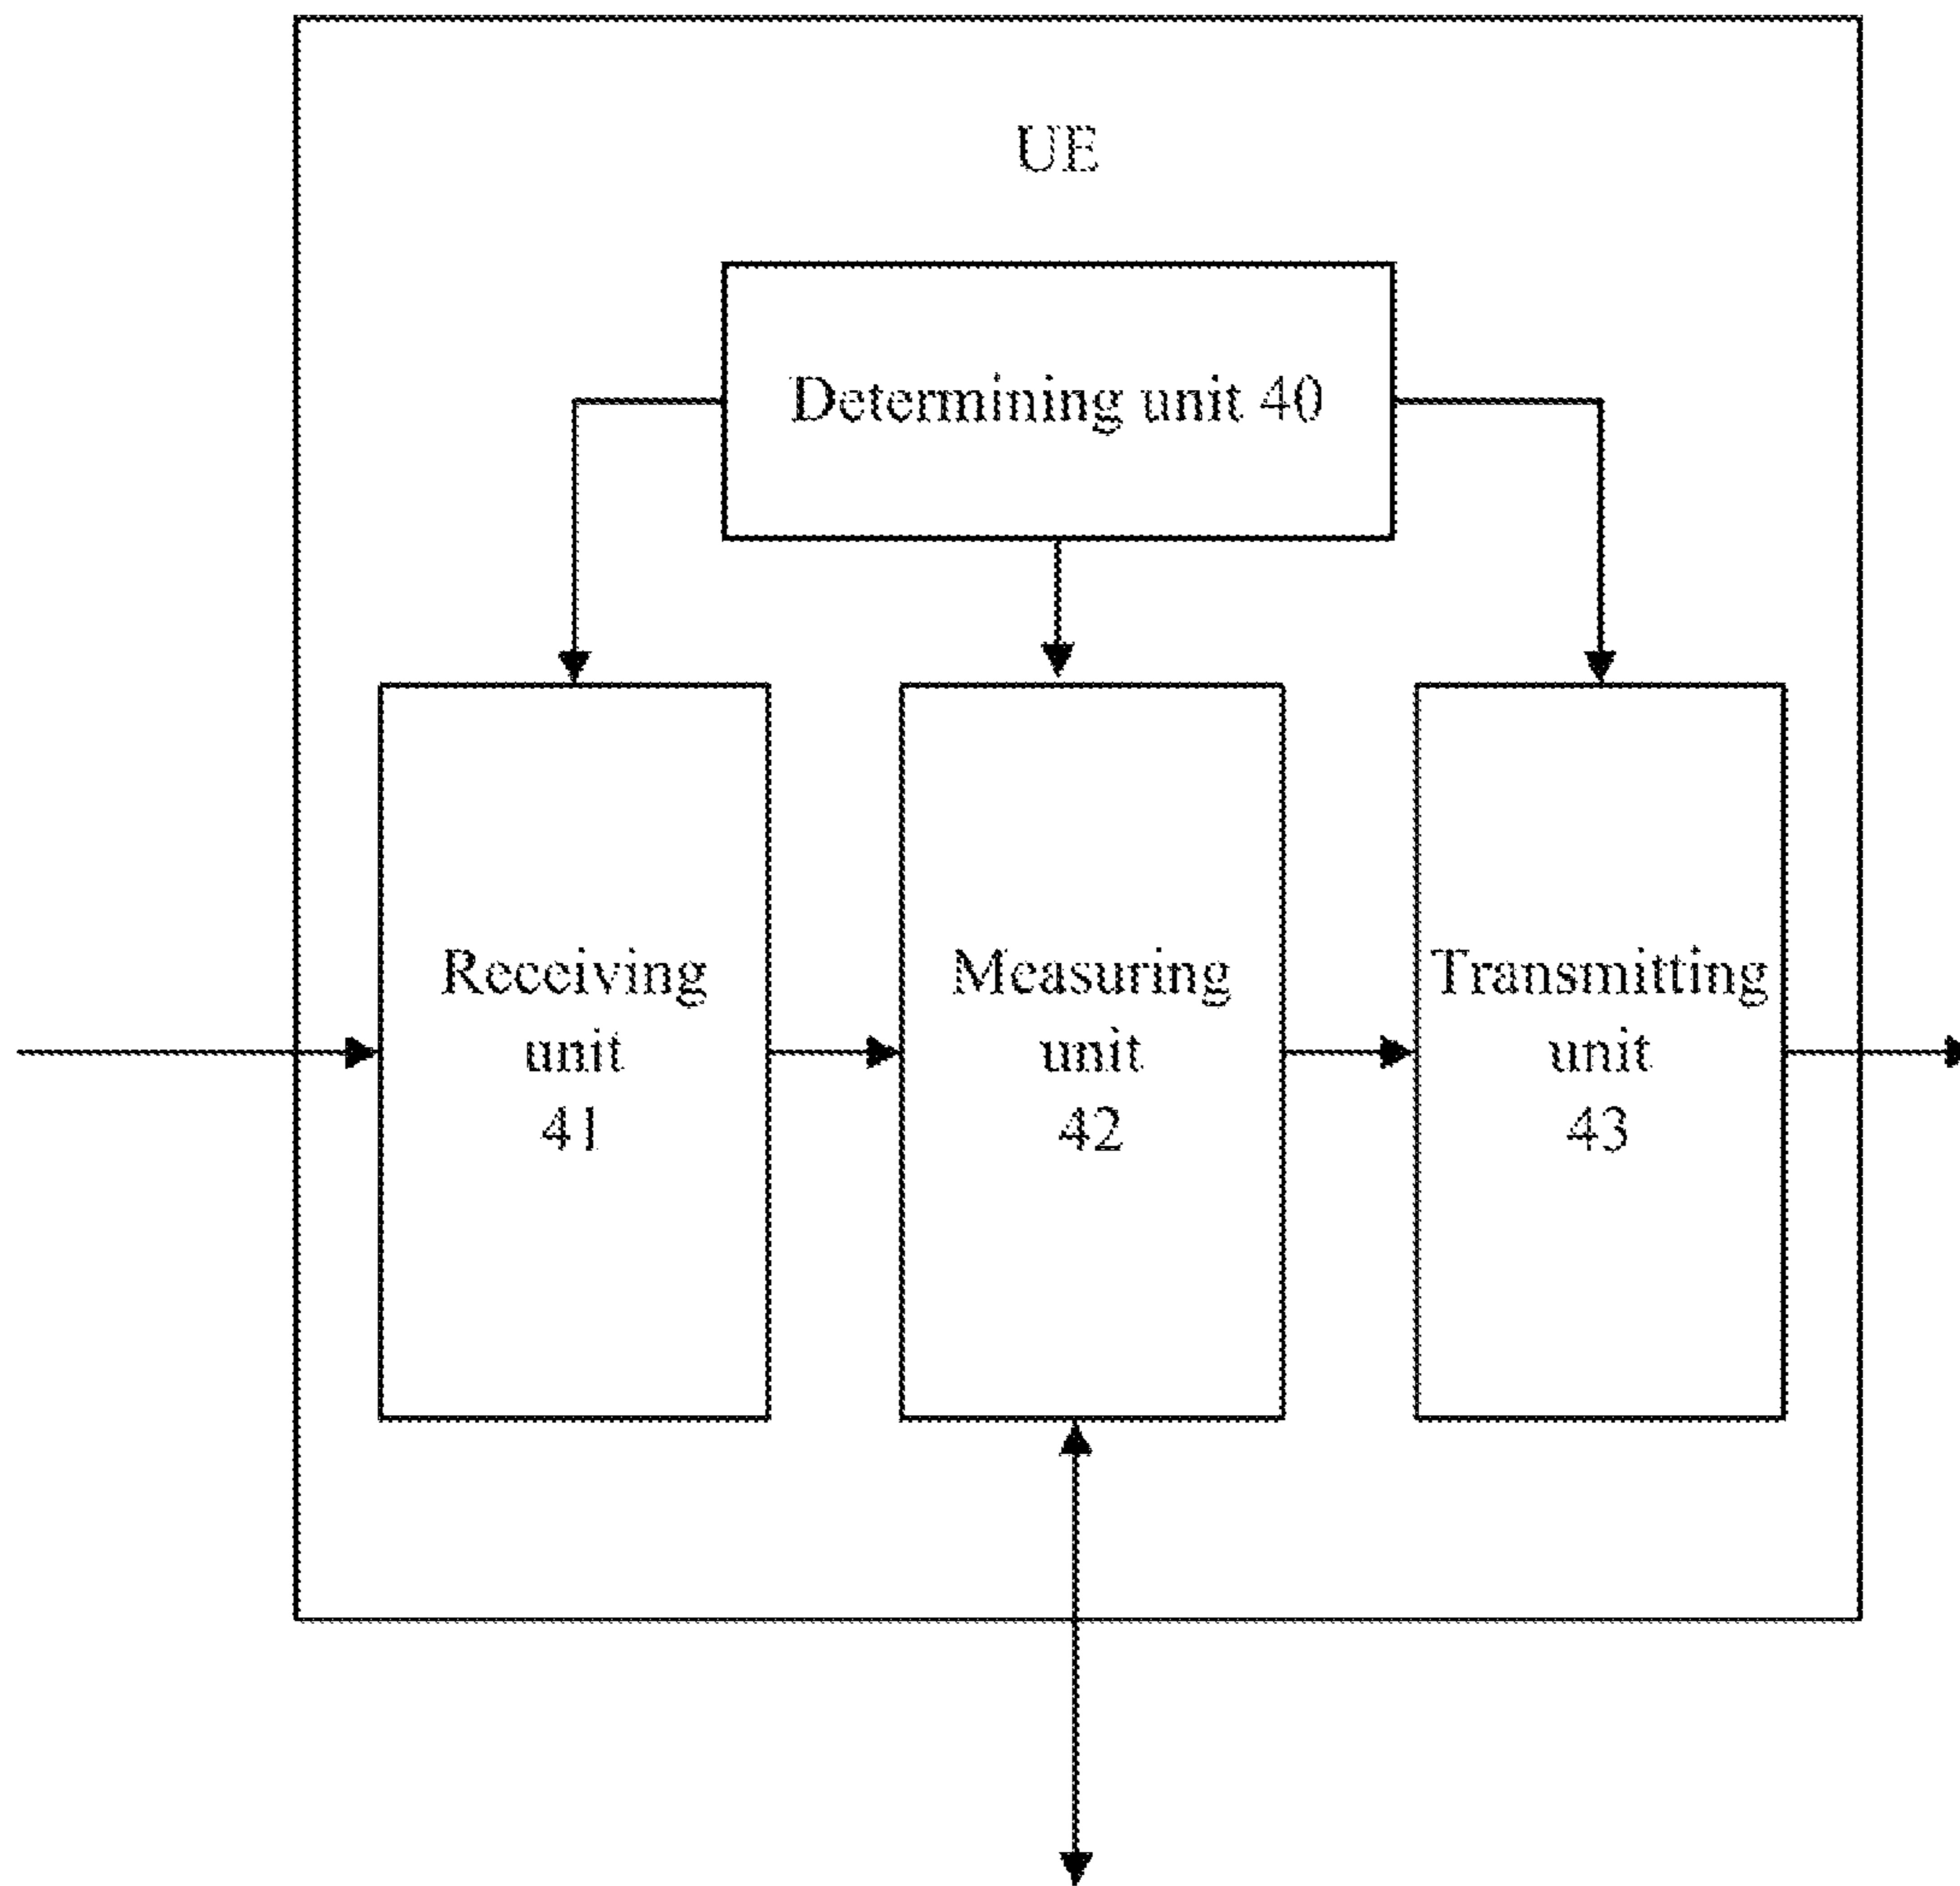 UE
Determining unit 40
Receiving
unit
41
Measuring
unit
42
Transmitting
unit
43